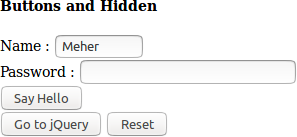 Buttons and Hidden
Name : Meher
Password :
Say Hello
Go to jQuery Reset